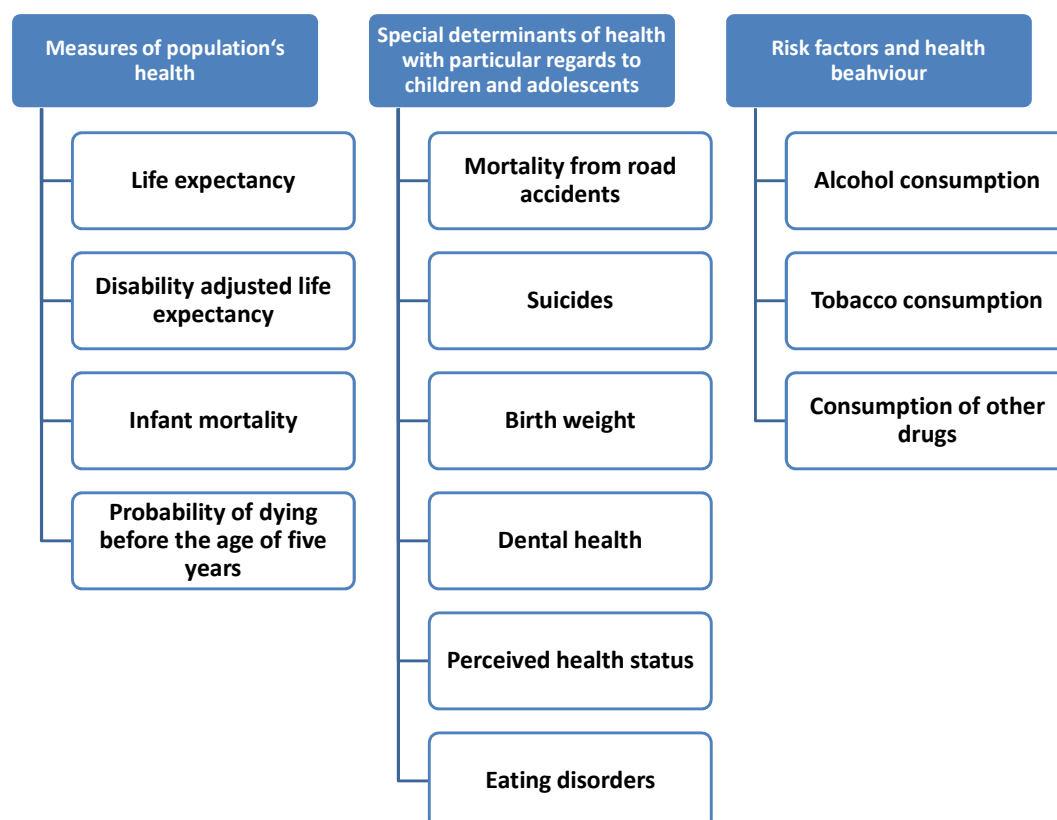 Measures of population‘s
health
Life expectancy
Disability adjusted life
expectancy
Infant mortality
Probability of dying
before the age of five
years
Special determinants of health
with particular regards to
children and adolescents
Mortality from road
accidents
Suicides
Birth weight
Dental health
Perceived health status
Eating disorders
Risk factors and health
beahviour
Alcohol consumption
Tobacco consumption
Consumption of other
drugs